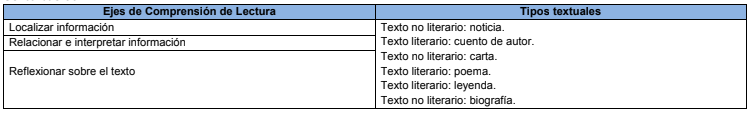 Ejes de Comprensión de Lectura
Tipos textuales
Localizar información
Relacionar e interpretar información
Reflexionar sobre el texto
Texto no literario: noticia.
Texto literario: cuento de autor.
Texto no literario: carta.
Texto literario: poema.
Texto literario: leyenda.
Texto no literario: biografía.